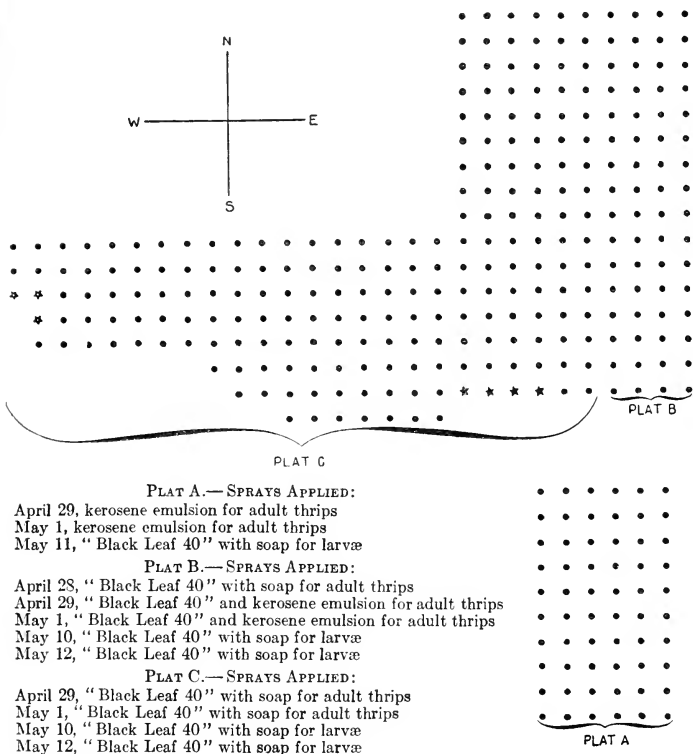 N
W E
S
PLAT B
PLAT C
PLAT A.—SPRAYS APPLIED:
April 29, kerosene emulsion for adult thrips
May 1, kerosene emulsion for adult thrips
May 11, "Black Leaf 40" with soap for larvæ
PLAT B.—SPRAYS APPLIED:
April 28, "Black Leaf 40" with soap for adult thrips
April 29, "Black Leaf 40" and kerosene emulsion for adult thrips
May 1, "Black Leaf 40" and kerosene emulsion for adult thrips
May 10, "Black Leaf 40" with soap for larvæ
May 12, "Black Leaf 40" with soap for larvæ
PLAT C.—SPRAYS APPLIED:
April 29, "Black Leaf 40" with soap for adult thrips
May 1, "Black Leaf 40" with soap for adult thrips
May 10, "Black Leaf 40" with soap for larvæ
May 12, "Black Leaf 40" with soap for larvæ
PLAT A